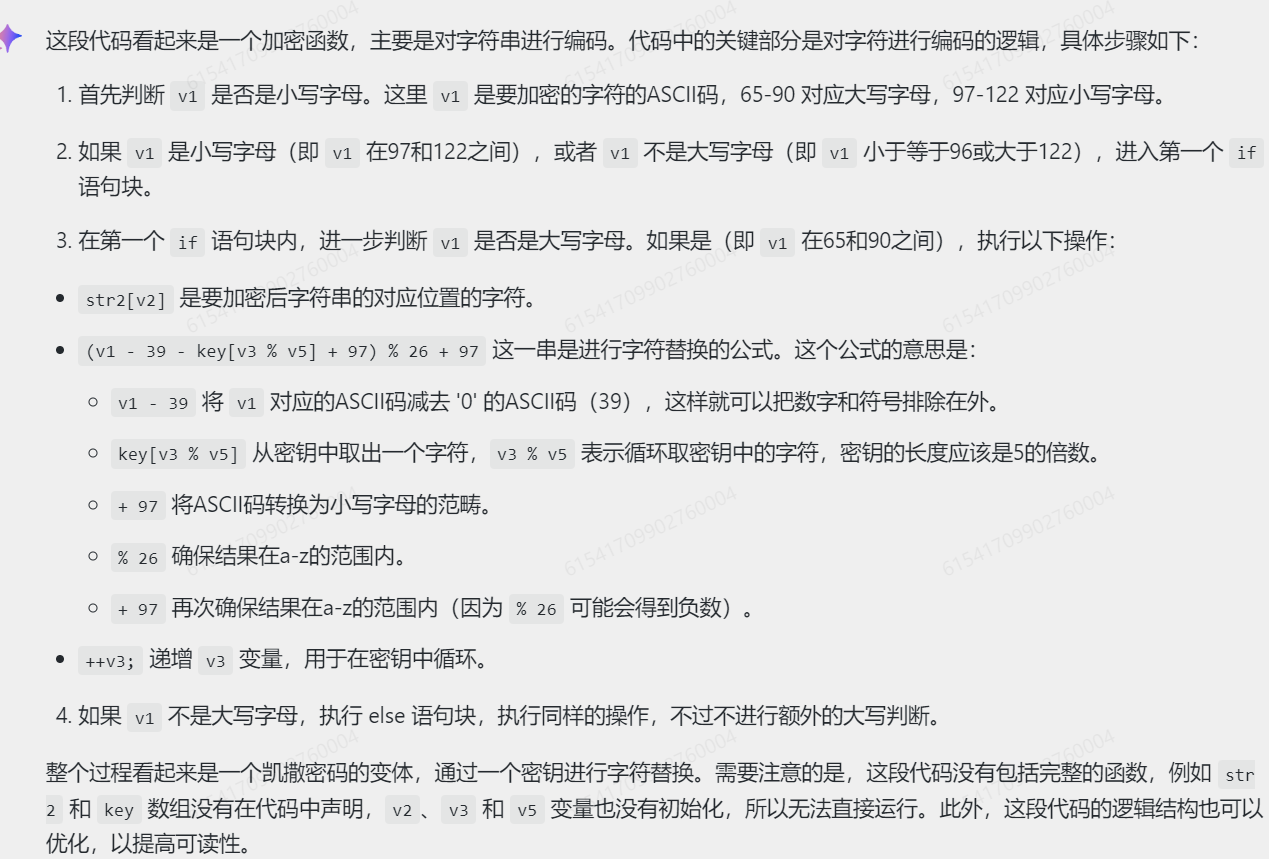 这段代码看起来是一个加密函数，主要是对字符串进行编码。代码中的关键部分是对字符进行编码的逻辑，具体步骤如下：
1. 首先判断 v1 是否是小写字母。这里 v1 是要加密的字符的ASCII码，65-90 对应大写字母，97-122 对应小写字母。
2. 如果 v1 是小写字母（即 v1 在97和122之间），或者 v1 不是大写字母（即 v1 小于等于96或大于122），进入第一个 if
语句块。
3. 在第一个 if 语句块内，进一步判断 v1 是否是大写字母。如果是（即 v1 在65和90之间），执行以下操作：
• str2[v2] 是要加密后字符串的对应位置的字符。
• (v1 - 39 - key[v3 % v5] + 97) % 26 + 97 这一串是进行字符替换的公式。这个公式的意思是：
○ v1 - 39 将 v1 对应的ASCII码减去 '0' 的ASCII码（39），这样就可以把数字和符号排除在外。
○ key[v3 % v5] 从密钥中取出一个字符，v3 % v5 表示循环取密钥中的字符，密钥的长度应该是5的倍数。
○ + 97 将ASCII码转换为小写字母的范畴。
○ % 26 确保结果在a-z的范围内。
○ + 97 再次确保结果在a-z的范围内（因为 % 26 可能会得到负数）。
• ++v3; 递增 v3 变量，用于在密钥中循环。
4. 如果 v1 不是大写字母，执行 else 语句块，执行同样的操作，不过不进行额外的大写判断。
整个过程看起来是一个凯撒密码的变体，通过一个密钥进行字符替换。需要注意的是，这段代码没有包括完整的函数，例如 str
2 和 key 数组没有在代码中声明，v2 、 v3 和 v5 变量也没有初始化，所以无法直接运行。此外，这段代码的逻辑结构也可以
优化，以提高可读性。
61541709902760004